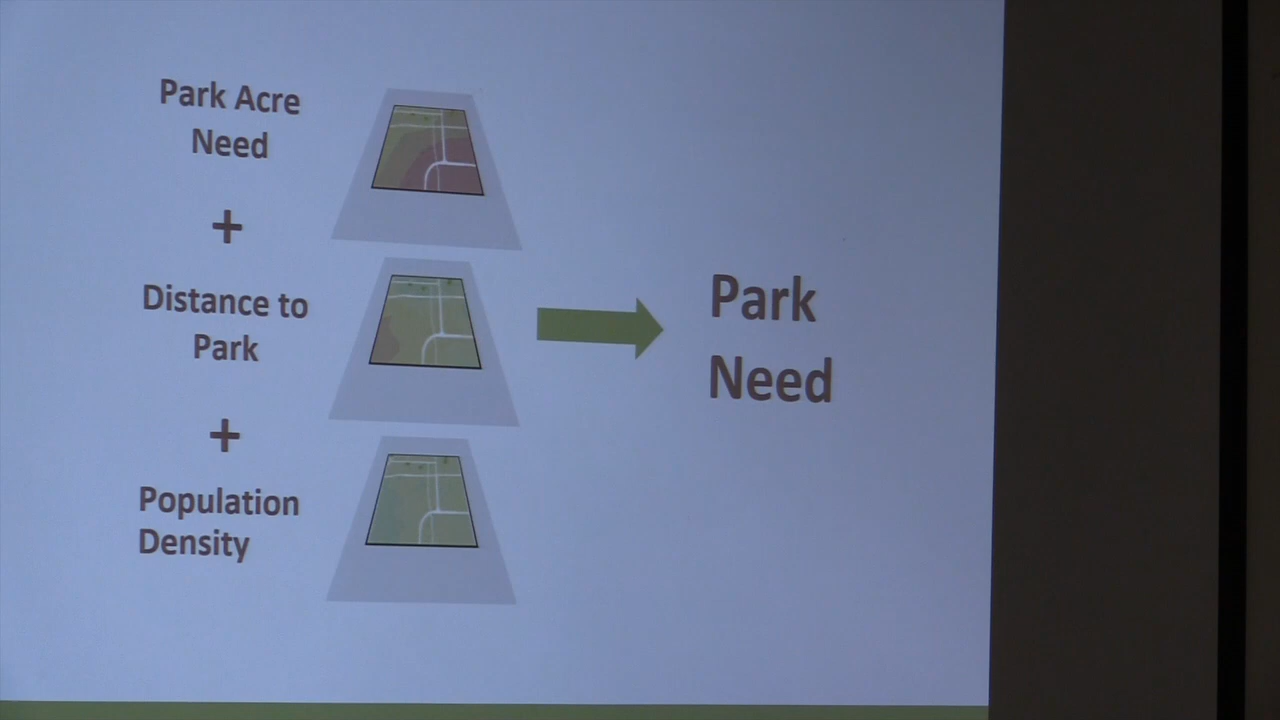 Park Acre
Need
+
Distance to
Park
+
Population
Density
Park
Need